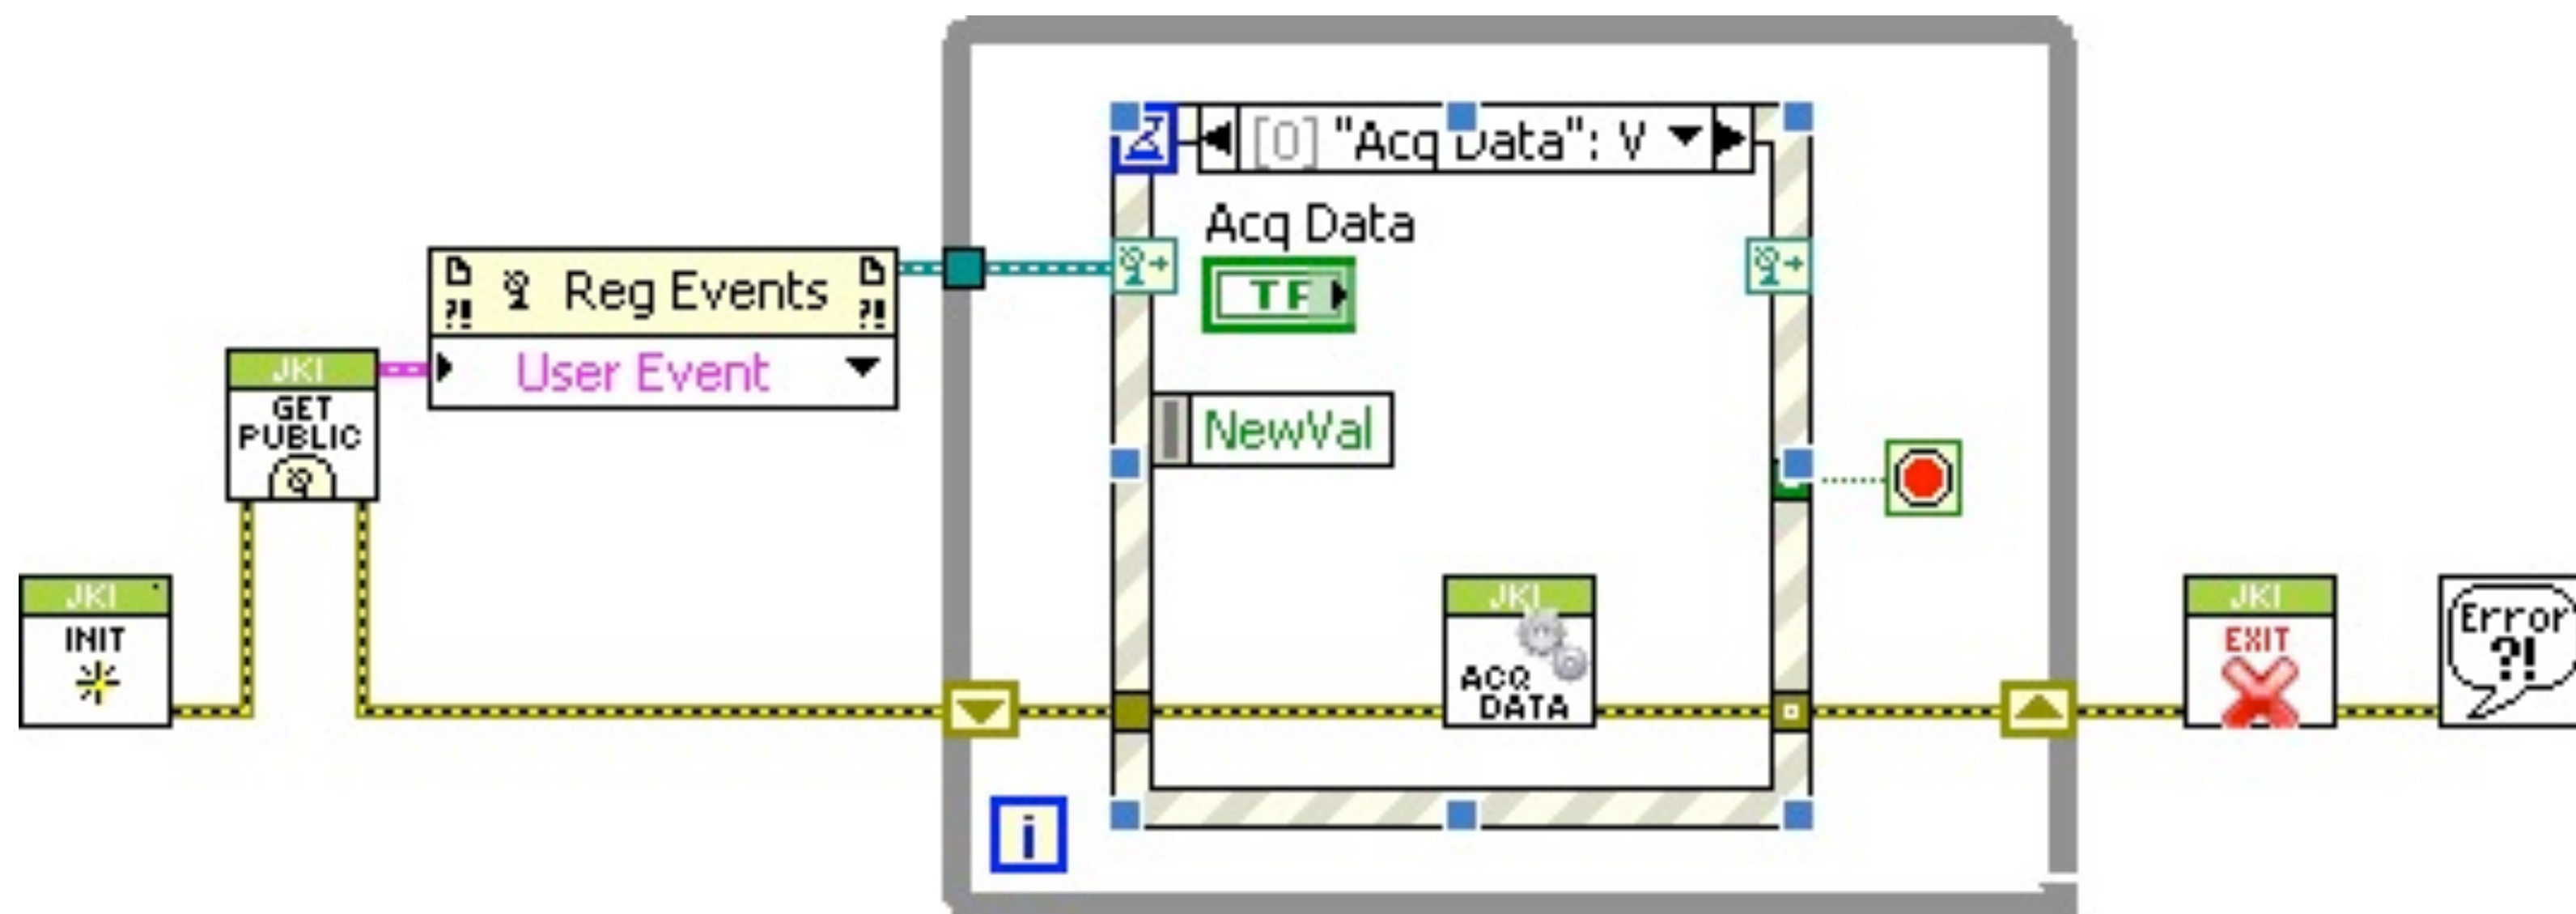 [0] "Acq Data": V
Acq Data
TF
Reg Events
?!
?!
User Event
JKI
GET
PUBLIC
NewVal
JKI
INIT
JKI
ACQ
DATA
i
JKI
EXIT
Error
?!